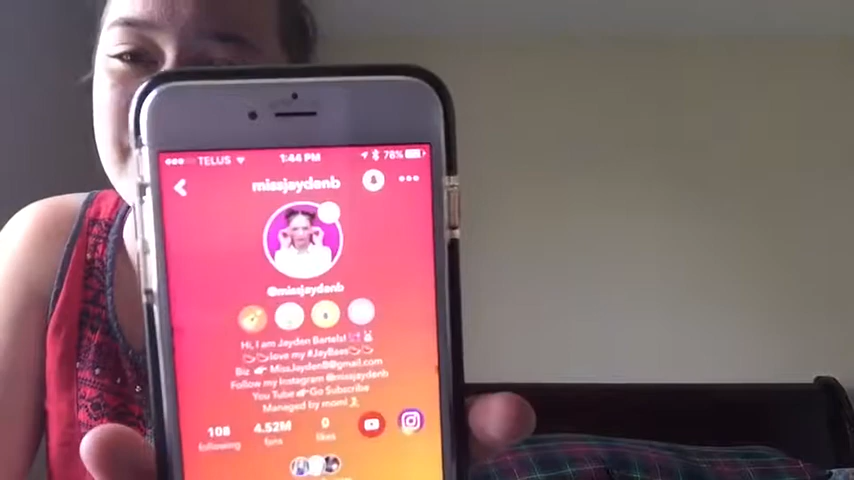 TELUS 1:44 PM 78%
missjaydenb
@missjaydenb
Hi, I am Jayden Bartels!
love my #JayBaes
Biz MissJaydenB@gmail.com
Follow my Instagram @missjaydenb
You Tube Go Subscribe
Managed by mom!
108 4.52M 0
following fans likes